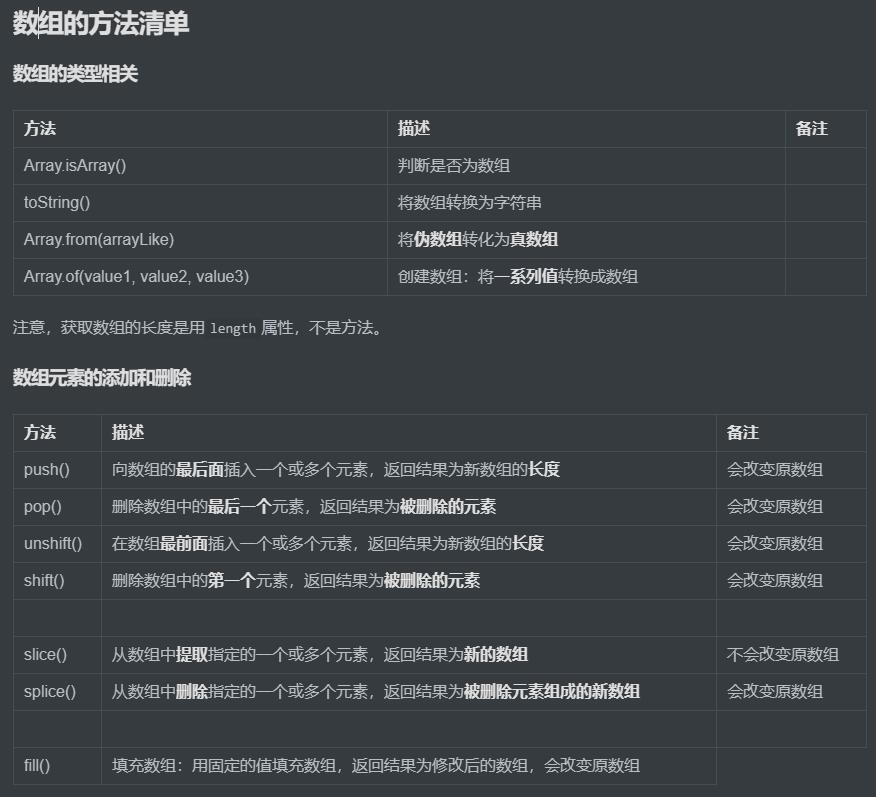 数组的方法清单
数组的类型相关
方法 描述 备注
Array.isArray() 判断是否为数组
toString() 将数组转换为字符串
Array.from(arrayLike) 将伪数组转化为真数组
Array.of(value1, value2, value3) 创建数组：将一系列值转换成数组
注意，获取数组的长度是用 length 属性，不是方法。
数组元素的添加和删除
方法 描述 备注
push() 向数组的最后面插入一个或多个元素，返回结果为新数组的长度 会改变原数组
pop() 删除数组中的最后一个元素，返回结果为被删除的元素 会改变原数组
unshift() 在数组最前面插入一个或多个元素，返回结果为新数组的长度 会改变原数组
shift() 删除数组中的第一个元素，返回结果为被删除的元素 会改变原数组
slice() 从数组中提取指定的一个或多个元素，返回结果为新的数组 不会改变原数组
splice() 从数组中删除指定的一个或多个元素，返回结果为被删除元素组成的新数组 会改变原数组
fill() 填充数组：用固定的值填充数组，返回结果为修改后的数组，会改变原数组